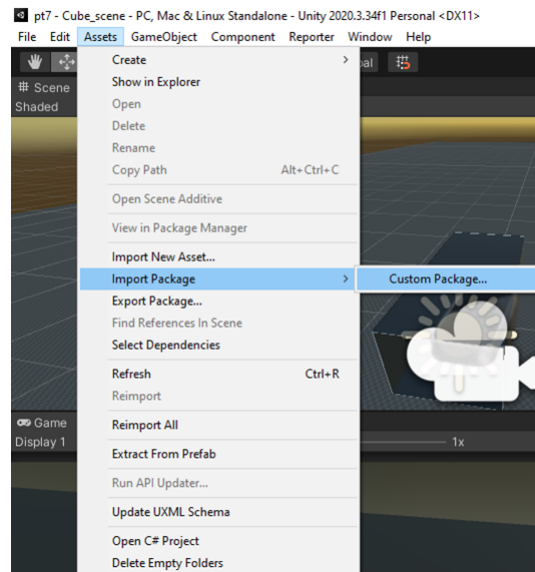 pt7 - Cube_scene - PC, Mac & Linux Standalone - Unity 2020.3.34f1 Personal <DX11>
File Edit Assets GameObject Component Reporter Window Help
Create
Show in Explorer
# Scene
Open
Shaded
Delete
Rename
Copy Path Alt+Ctrl+C
Open Scene Additive
View in Package Manager
Import New Asset...
Import Package Custom Package...
Export Package...
Find References In Scene
Select Dependencies
Refresh Ctrl+R
Reimport
Game
Reimport All
Display 1 1x
Extract From Prefab
Run API Updater...
Update UXML Schema
Open C# Project
Delete Empty Folders